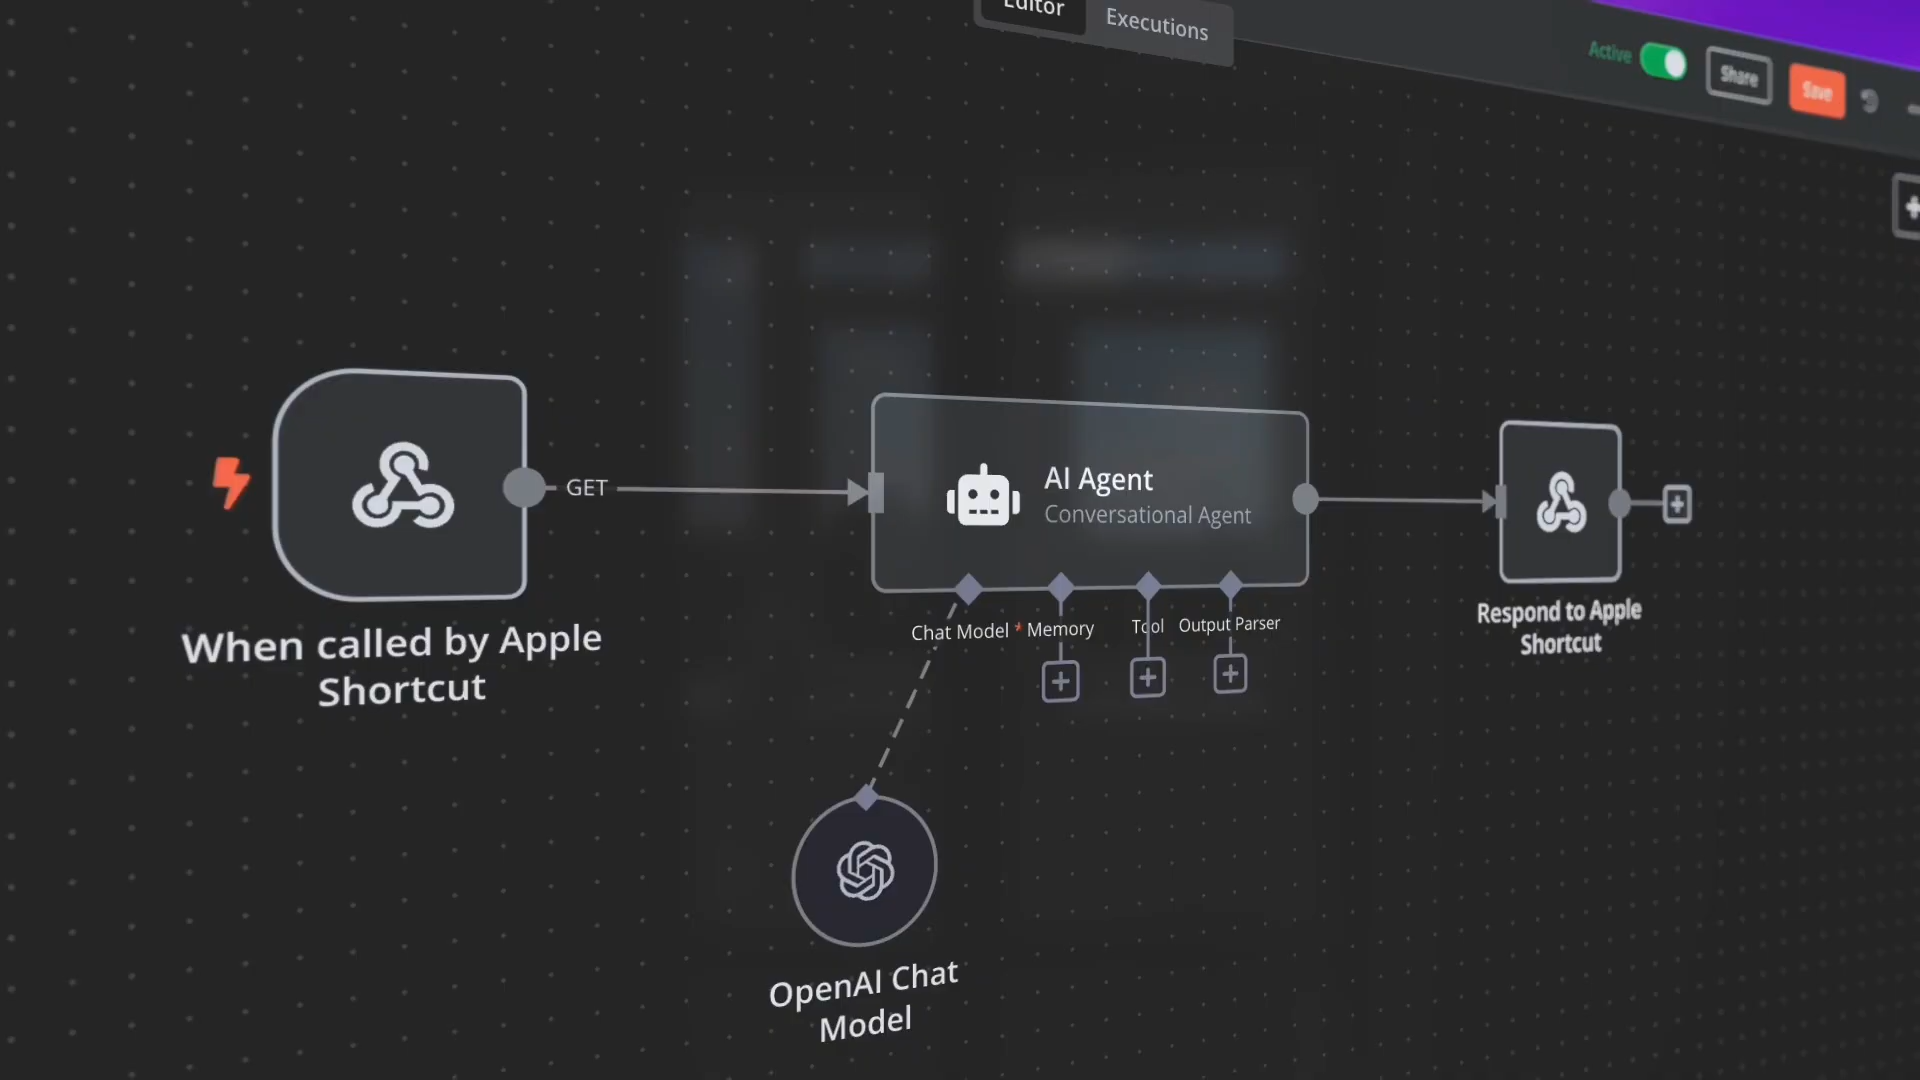 Editor
Executions
Active
Share
Save
GET
AI Agent
Conversational Agent
Chat Model *
Memory
Tool
Output Parser
When called by Apple
Shortcut
Respond to Apple
Shortcut
OpenAI Chat
Model